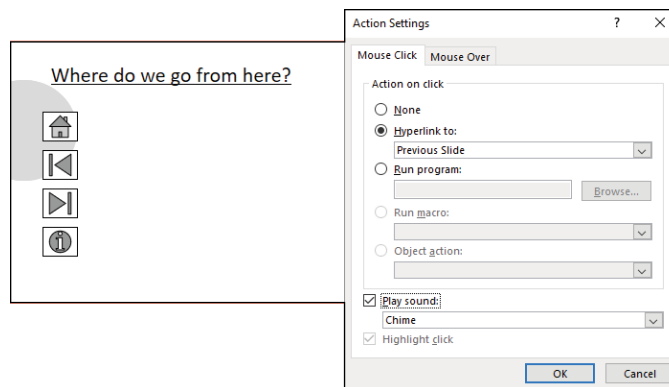 Where do we go from here?
Action Settings
Mouse Click
Mouse Over
Action on click
None
Hyperlink to:
Previous Slide
Run program:
Browse...
Run macro:
Object action:
Play sound:
Chime
Highlight click
OK
Cancel